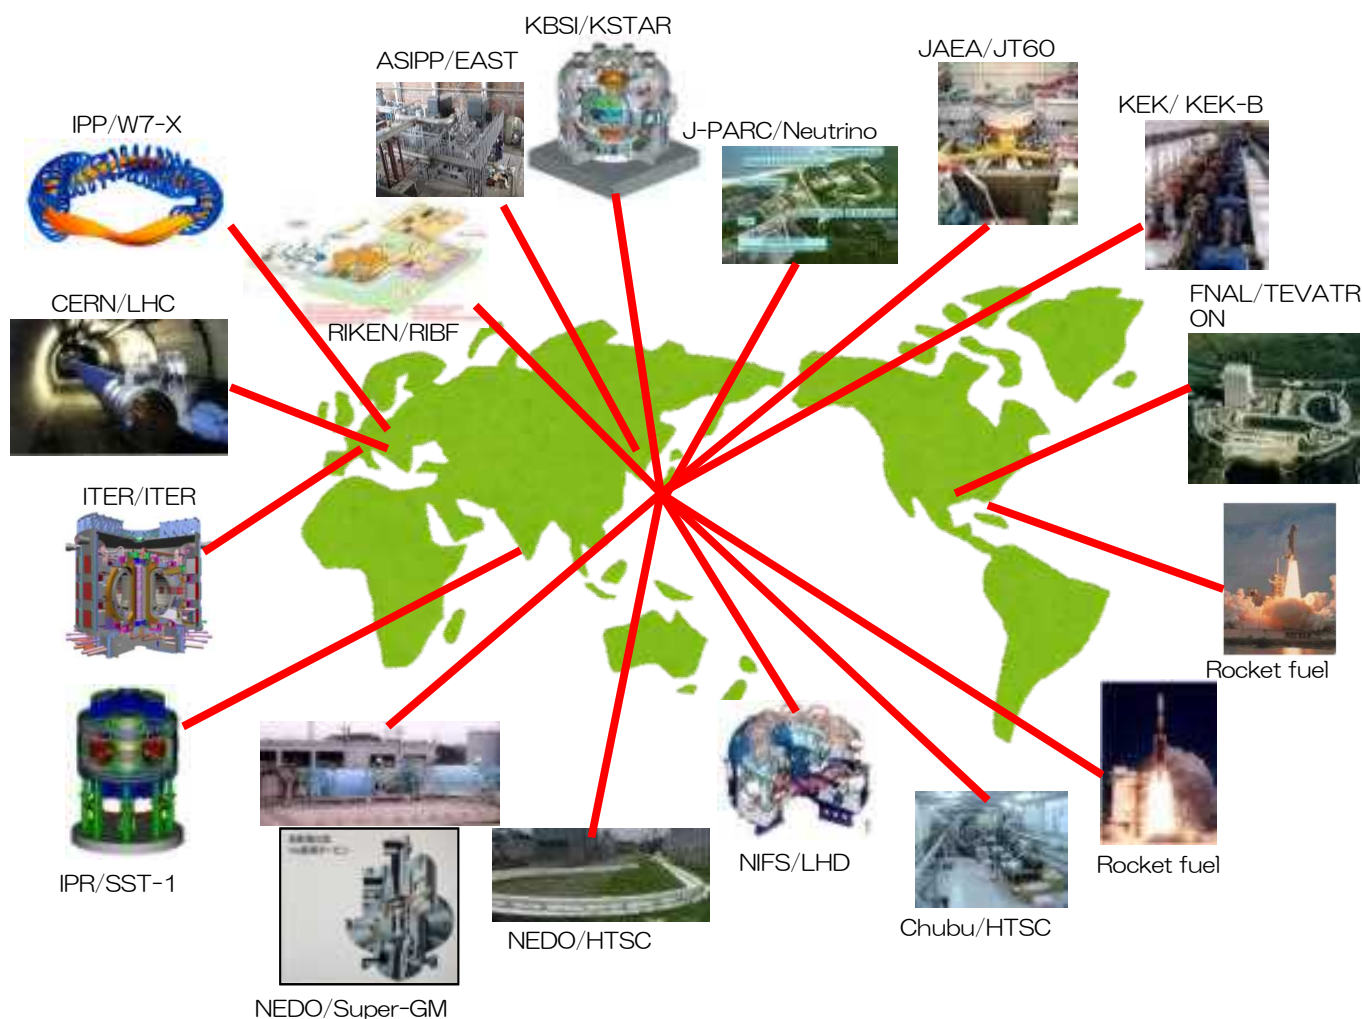 KBSI/KSTAR
ASIPP/EAST
JAEA/JT60
KEK/ KEK-B
IPP/W7-X
J-PARC/Neutrino
CERN/LHC
RIKEN/RIBF
FNAL/TEVATR
ON
ITER/ITER
Rocket fuel
IPR/SST-1
NIFS/LHD
Rocket fuel
Chubu/HTSC
NEDO/HTSC
NEDO/Super-GM